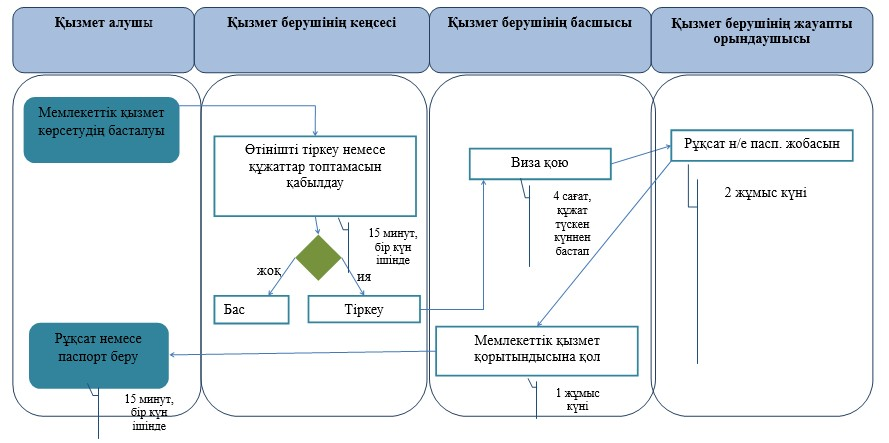 Қызмет алушы
Қызмет берушінің кеңсесі
Қызмет берушінің басшысы
Қызмет берушінің жауапты
орындаушысы
Мемлекеттік қызмет
көрсетудің басталуы
Өтінішті тіркеу немесе
құжаттар топтамасын
қабылдау
15 минут,
бір күн
ішінде
жоқ
ия
Бас
Тіркеу
Виза қою
4 сағат,
құжат
түскен
күннен
бастап
Рұқсат н/е пасп. жобасын
2 жұмыс күні
Мемлекеттік қызмет
қорытындысына қол
1 жұмыс
күні
Рұқсат немесе
паспорт беру
15 минут,
бір күн
ішінде